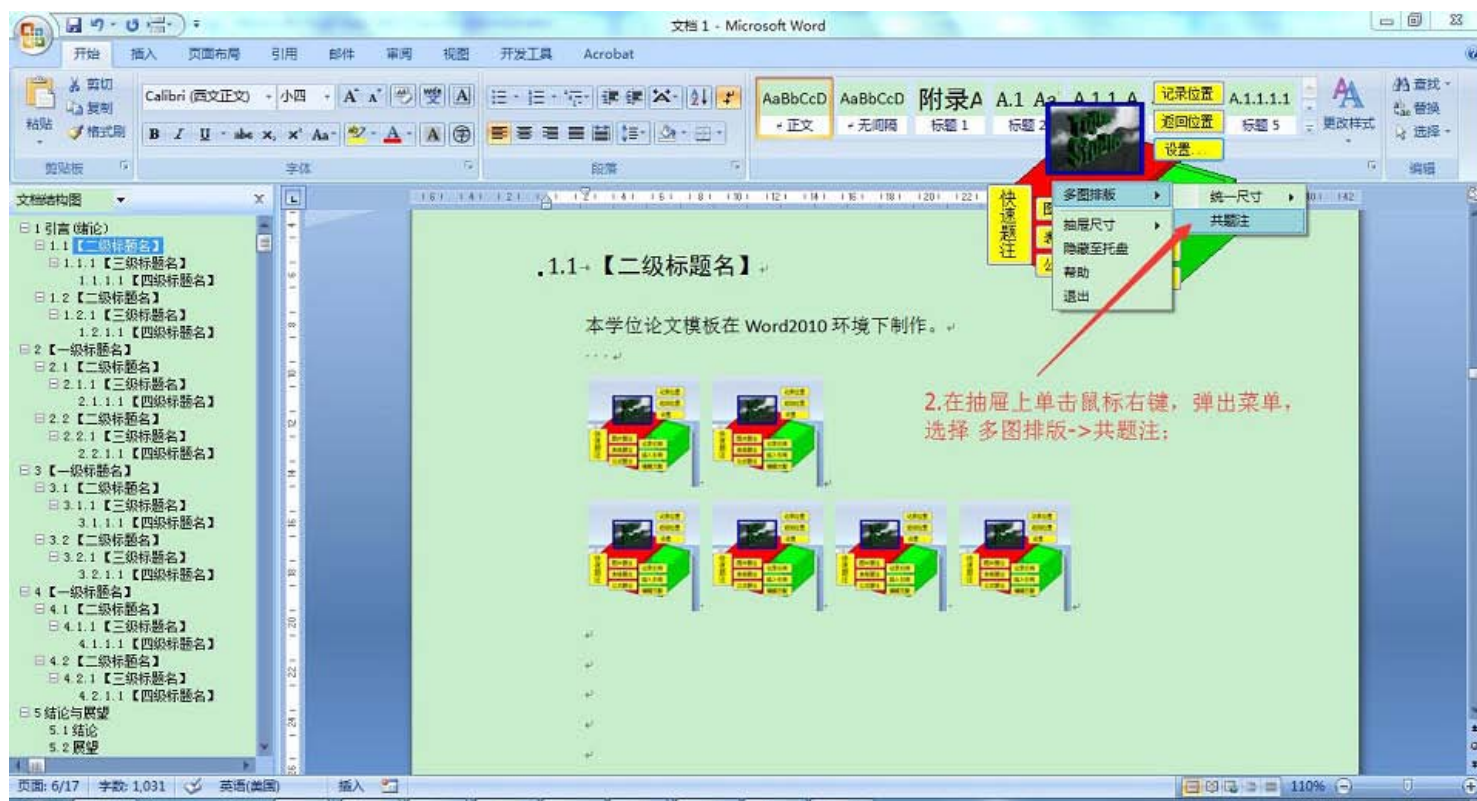 文档 1 - Microsoft Word
开始 插入 页面布局 引用 邮件 审阅 视图 开发工具 Acrobat
粘贴
剪切
复制
格式刷
剪贴板
Calibri (西文正文) 小四
字体
段落
AaBbCcD AaBbCcD 附录A A.1 Aa A.1.1 A A.1.1.1.1
正文 无间隔 标题 1 标题 2 标题 5
更改样式
查找
替换
选择
编辑
记录位置
返回位置
设置...
快速题注
多图排版
抽屉尺寸
隐藏至托盘
帮助
退出
统一尺寸
共题注
文档结构图
1 引言(绪论)
1.1【二级标题名】
1.1.1【三级标题名】
1.1.1.1【四级标题名】
1.2【二级标题名】
1.2.1【三级标题名】
1.2.1.1【四级标题名】
2【一级标题名】
2.1【二级标题名】
2.1.1【三级标题名】
2.1.1.1【四级标题名】
2.2【二级标题名】
2.2.1【三级标题名】
2.2.1.1【四级标题名】
3【一级标题名】
3.1【二级标题名】
3.1.1【三级标题名】
3.1.1.1【四级标题名】
3.2【二级标题名】
3.2.1【三级标题名】
3.2.1.1【四级标题名】
4【一级标题名】
4.1【二级标题名】
4.1.1【三级标题名】
4.1.1.1【四级标题名】
4.2【二级标题名】
4.2.1【三级标题名】
4.2.1.1【四级标题名】
5 结论与展望
5.1 结论
5.2 展望
1.1【二级标题名】
本学位论文模板在 Word2010 环境下制作。
2.在抽屉上单击鼠标右键，弹出菜单，
选择 多图排版->共题注；
页面: 6/17 字数: 1,031 英语(美国) 插入 110%